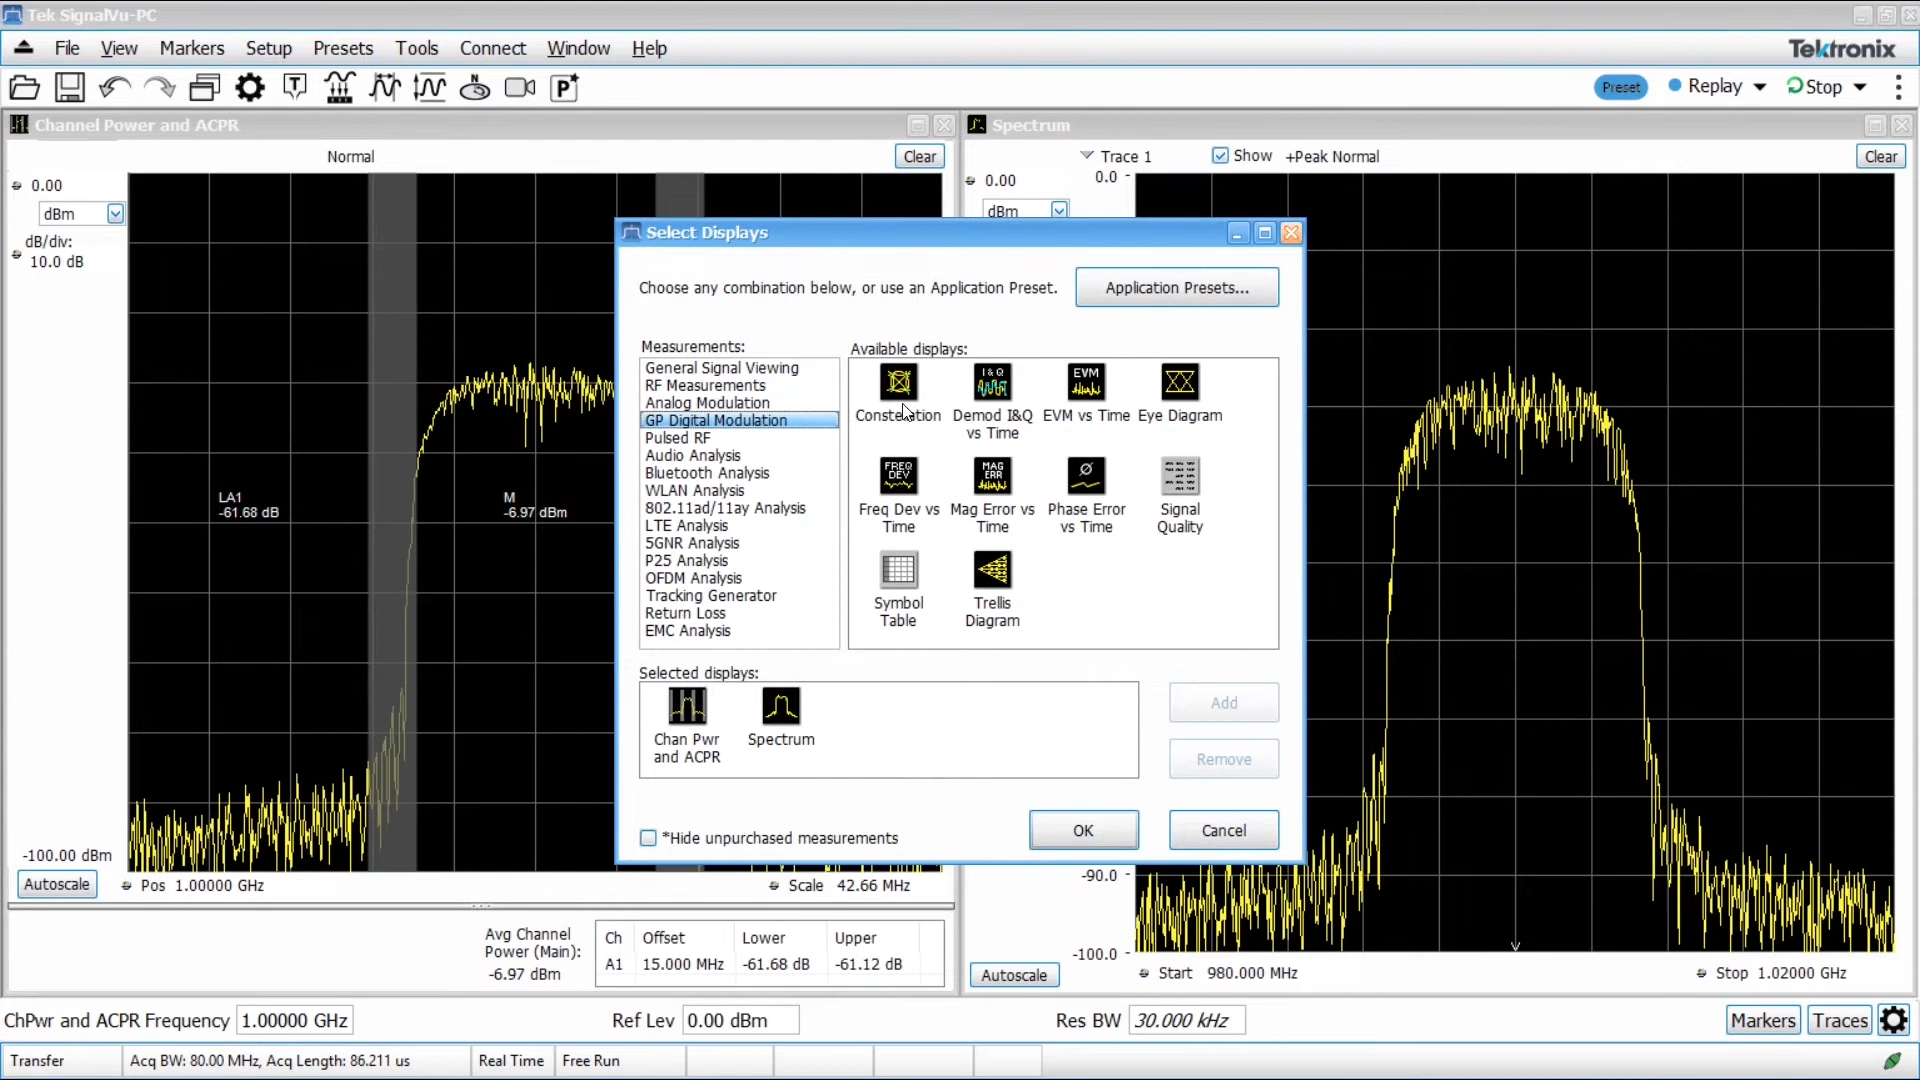 Tek SignalVu-PC
File View Markers Setup Presets Tools Connect Window Help
Tektronix
T
N
P
Preset
Replay
Stop
Channel Power and ACPR
Normal
Clear
0.00
dBm
dB/div:
10.0 dB
LA1
-61.68 dB
M
-6.97 dBm
-100.00 dBm
Autoscale
Pos 1.00000 GHz
Scale 42.66 MHz
Avg Channel
Power (Main):
-6.97 dBm
Ch Offset Lower Upper
A1 15.000 MHz -61.68 dB -61.12 dB
Spectrum
Trace 1
Show
+Peak Normal
Clear
0.00
0.0
dBm
-90.0
-100.0
Autoscale
Start 980.000 MHz
Stop 1.02000 GHz
Select Displays
Choose any combination below, or use an Application Preset.
Application Presets...
Measurements:
General Signal Viewing
RF Measurements
Analog Modulation
GP Digital Modulation
Pulsed RF
Audio Analysis
Bluetooth Analysis
WLAN Analysis
802.11ad/11ay Analysis
LTE Analysis
5GNR Analysis
P25 Analysis
OFDM Analysis
Tracking Generator
Return Loss
EMC Analysis
Available displays:
I & Q
EVM
Constellation
Demod I&Q
vs Time
EVM vs Time
Eye Diagram
FREQ
DEV
MAG
ERR
Ø
Freq Dev vs
Time
Mag Error vs
Time
Phase Error
vs Time
Signal
Quality
Symbol
Table
Trellis
Diagram
Selected displays:
Chan Pwr
and ACPR
Spectrum
Add
Remove
*Hide unpurchased measurements
OK
Cancel
ChPwr and ACPR Frequency 1.00000 GHz
Ref Lev 0.00 dBm
Res BW 30.000 kHz
Markers
Traces
Transfer
Acq BW: 80.00 MHz, Acq Length: 86.211 us
Real Time
Free Run